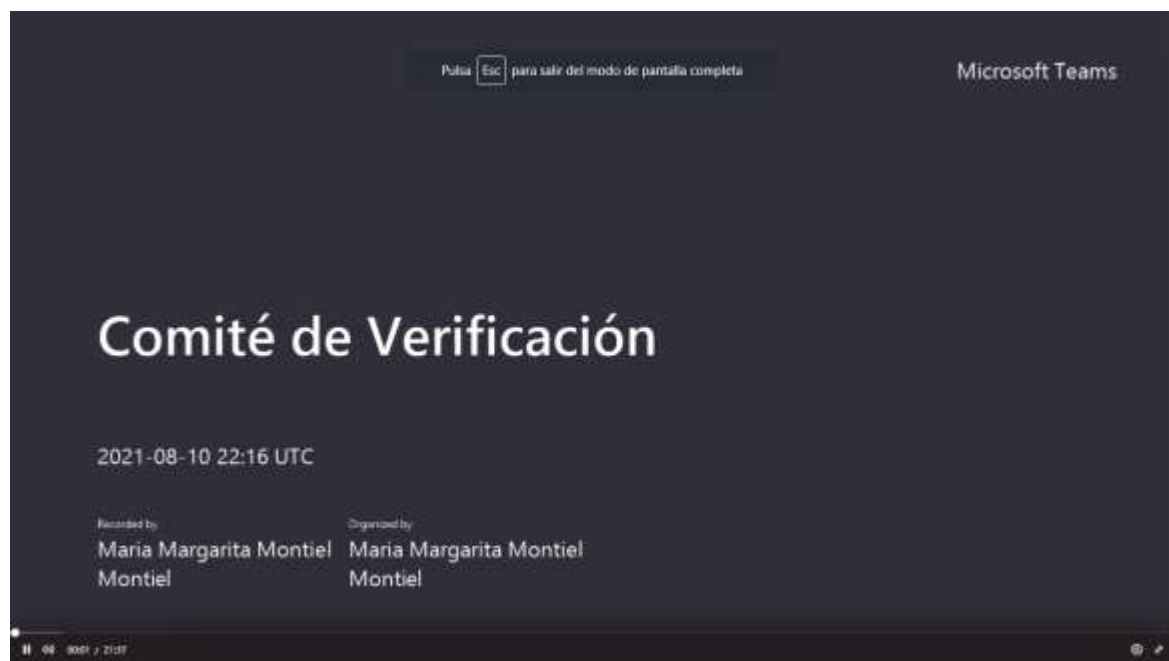 Pulsa Esc para salir del modo de pantalla completa
Microsoft Teams
Comité de Verificación
2021-08-10 22:16 UTC
Recorded by
Organized by
Maria Margarita Montiel
Montiel
Maria Margarita Montiel
Montiel